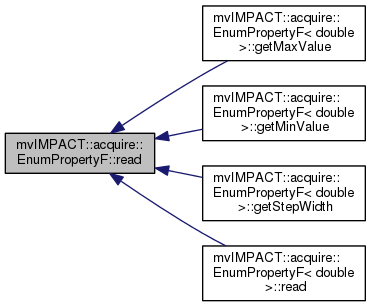 mvIMPACT::acquire::
EnumPropertyF::read
mvIMPACT::acquire::
EnumPropertyF< double
>::getMaxValue
mvIMPACT::acquire::
EnumPropertyF< double
>::getMinValue
mvIMPACT::acquire::
EnumPropertyF< double
>::getStepWidth
mvIMPACT::acquire::
EnumPropertyF< double
>::read